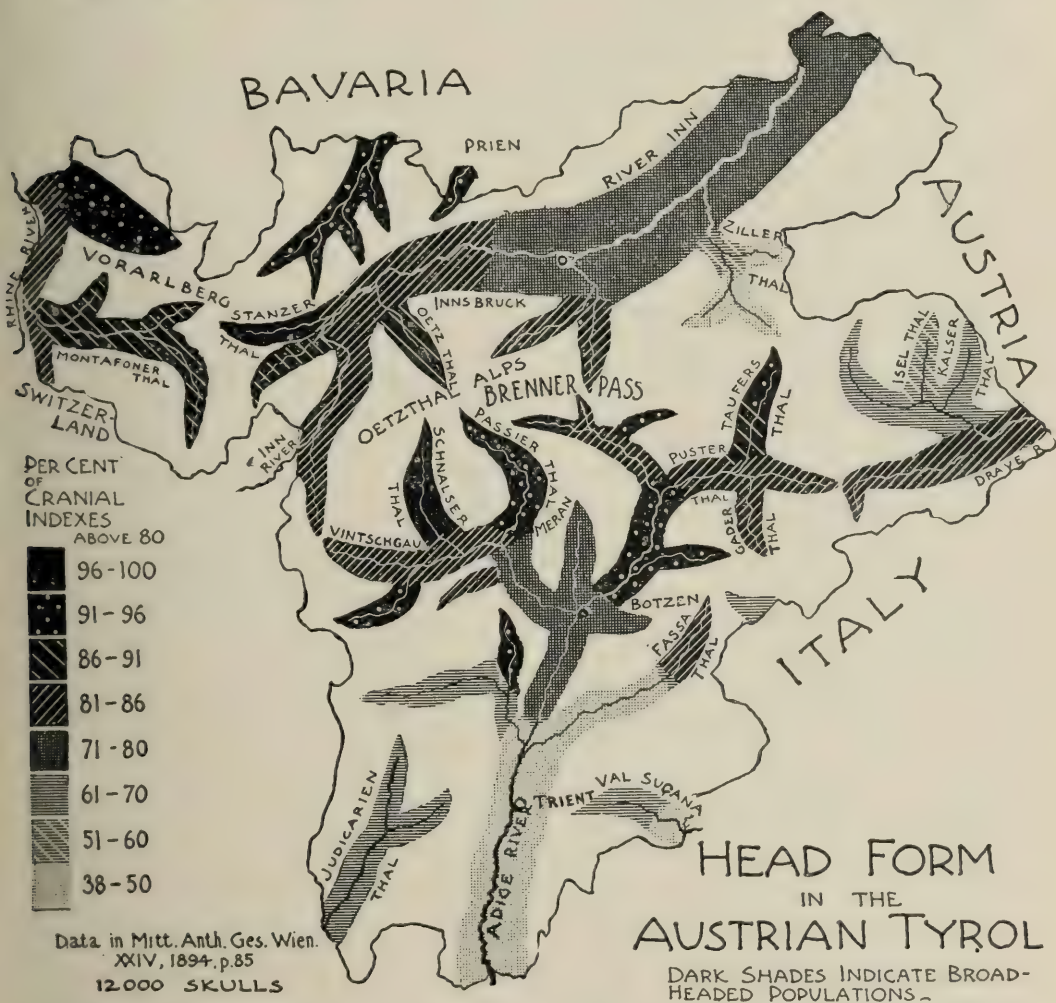 BAVARIA
PRIEN
RIVER INN
AUSTRIA
RHINE RIVER
VORARLBERG
STANZER
THAL
INNSBRUCK
OETZ THAL
ZILLER
THAL
MONTAFONER
THAL
SWITZER-
LAND
INN
RIVER
OETZTHAL ALPS
BRENNER PASS
ISEL THAL
KALSER
THAL
TAUFERS
THAL
PUSTER
THAL
GADER
THAL
DRAVE R.
PASSIER
THAL
SCHNALSER
THAL
MERAN
VINTSCHGAU
BOTZEN
FASSA
THAL
ITALY
JUDICARIEN
THAL
ADIGE RIVER
TRIENT
VAL SUGANA
PER CENT
OF
CRANIAL
INDEXES
ABOVE 80
96-100
91-96
86-91
81-86
71-80
61-70
51-60
38-50
Data in Mitt. Anth. Ges. Wien.
XXIV, 1894, p.85
12000 SKULLS
HEAD FORM
IN THE
AUSTRIAN TYROL
DARK SHADES INDICATE BROAD-
HEADED POPULATIONS